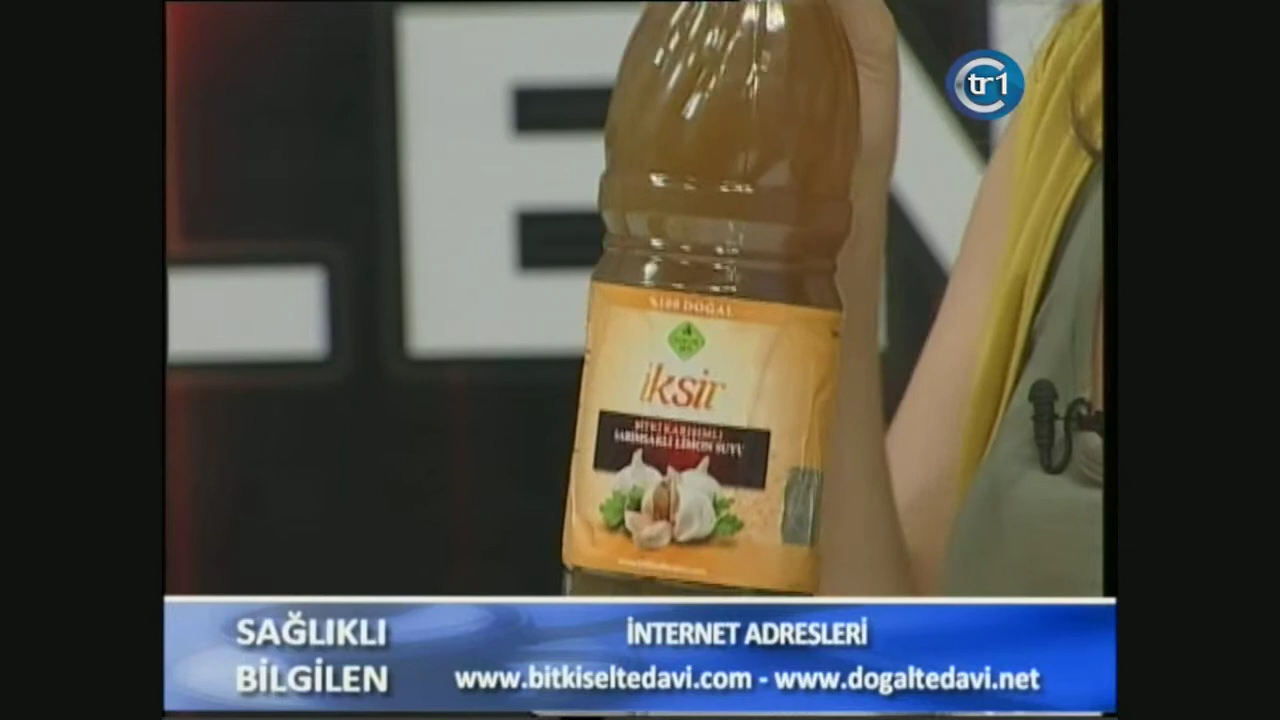 LEN
tr1
%100 DOĞAL
iksir
BİTKİ KARIŞIMLI
SARIMSAKLI LİMON SUYU
SAĞLIKLI
BİLGİLEN
İNTERNET ADRESLERİ
www.bitkiseltedavi.com - www.dogaltedavi.net